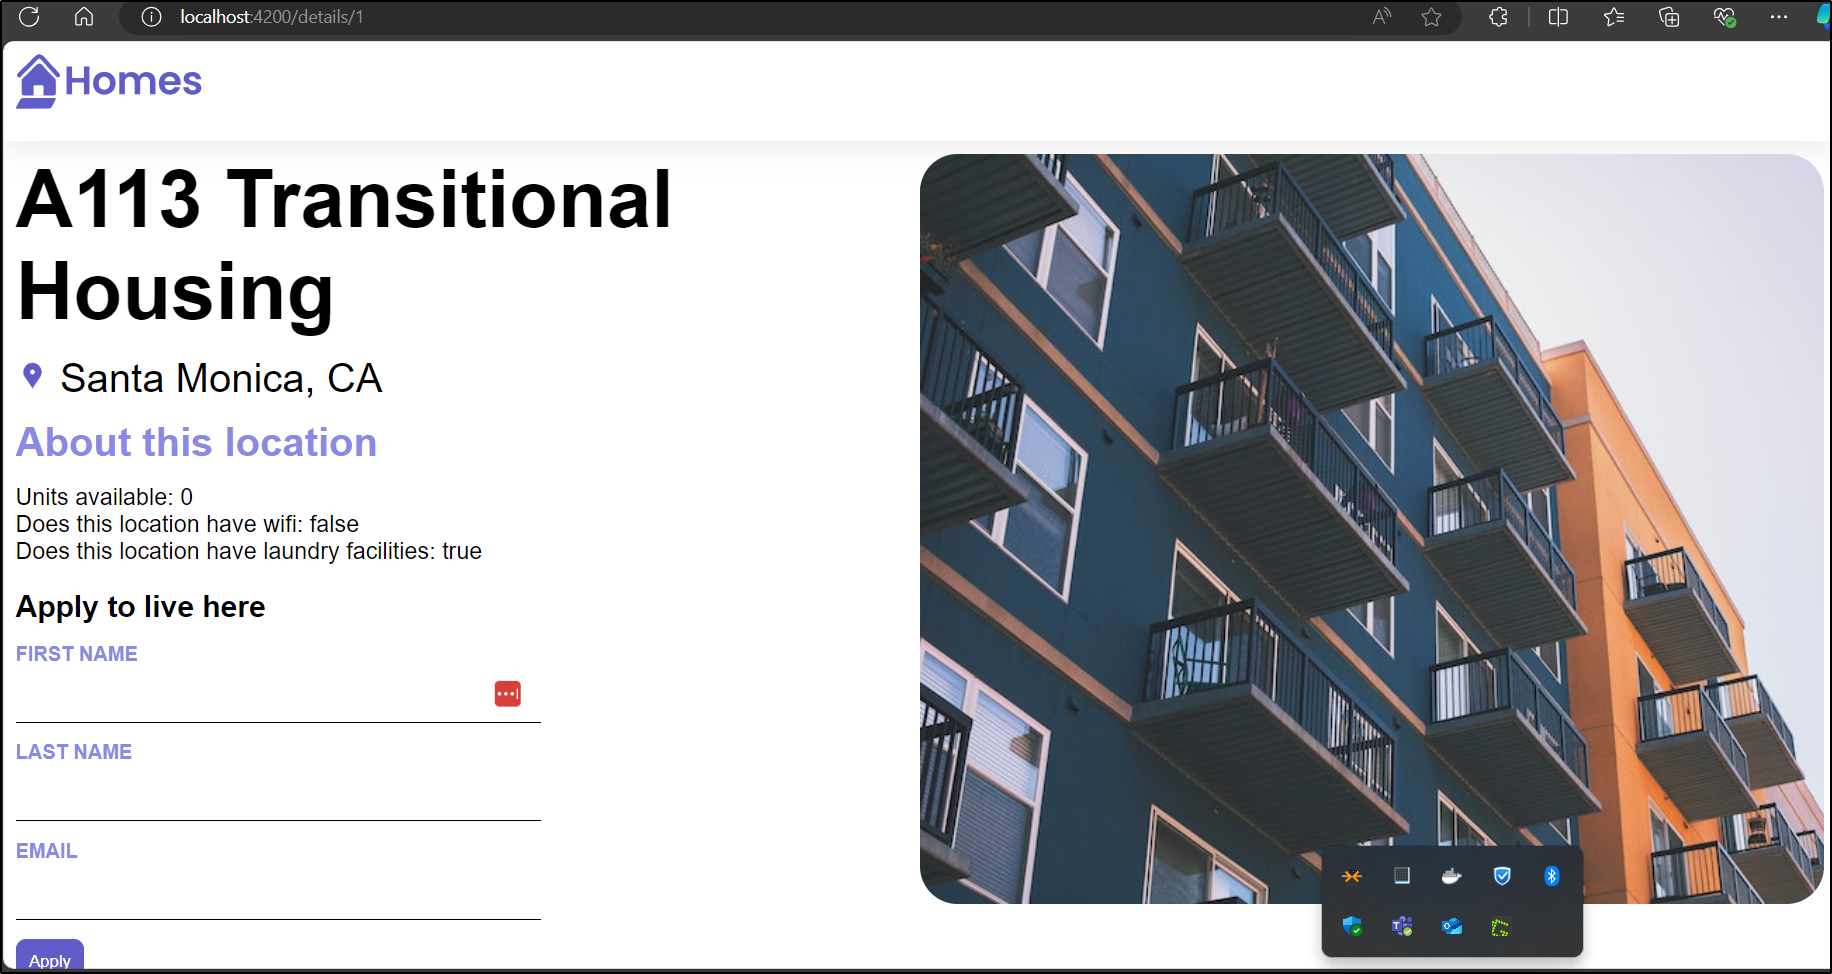 localhost:4200/details/1
Homes
A113 Transitional
Housing
Santa Monica, CA
About this location
Units available: 0
Does this location have wifi: false
Does this location have laundry facilities: true
Apply to live here
FIRST NAME
LAST NAME
EMAIL
Apply